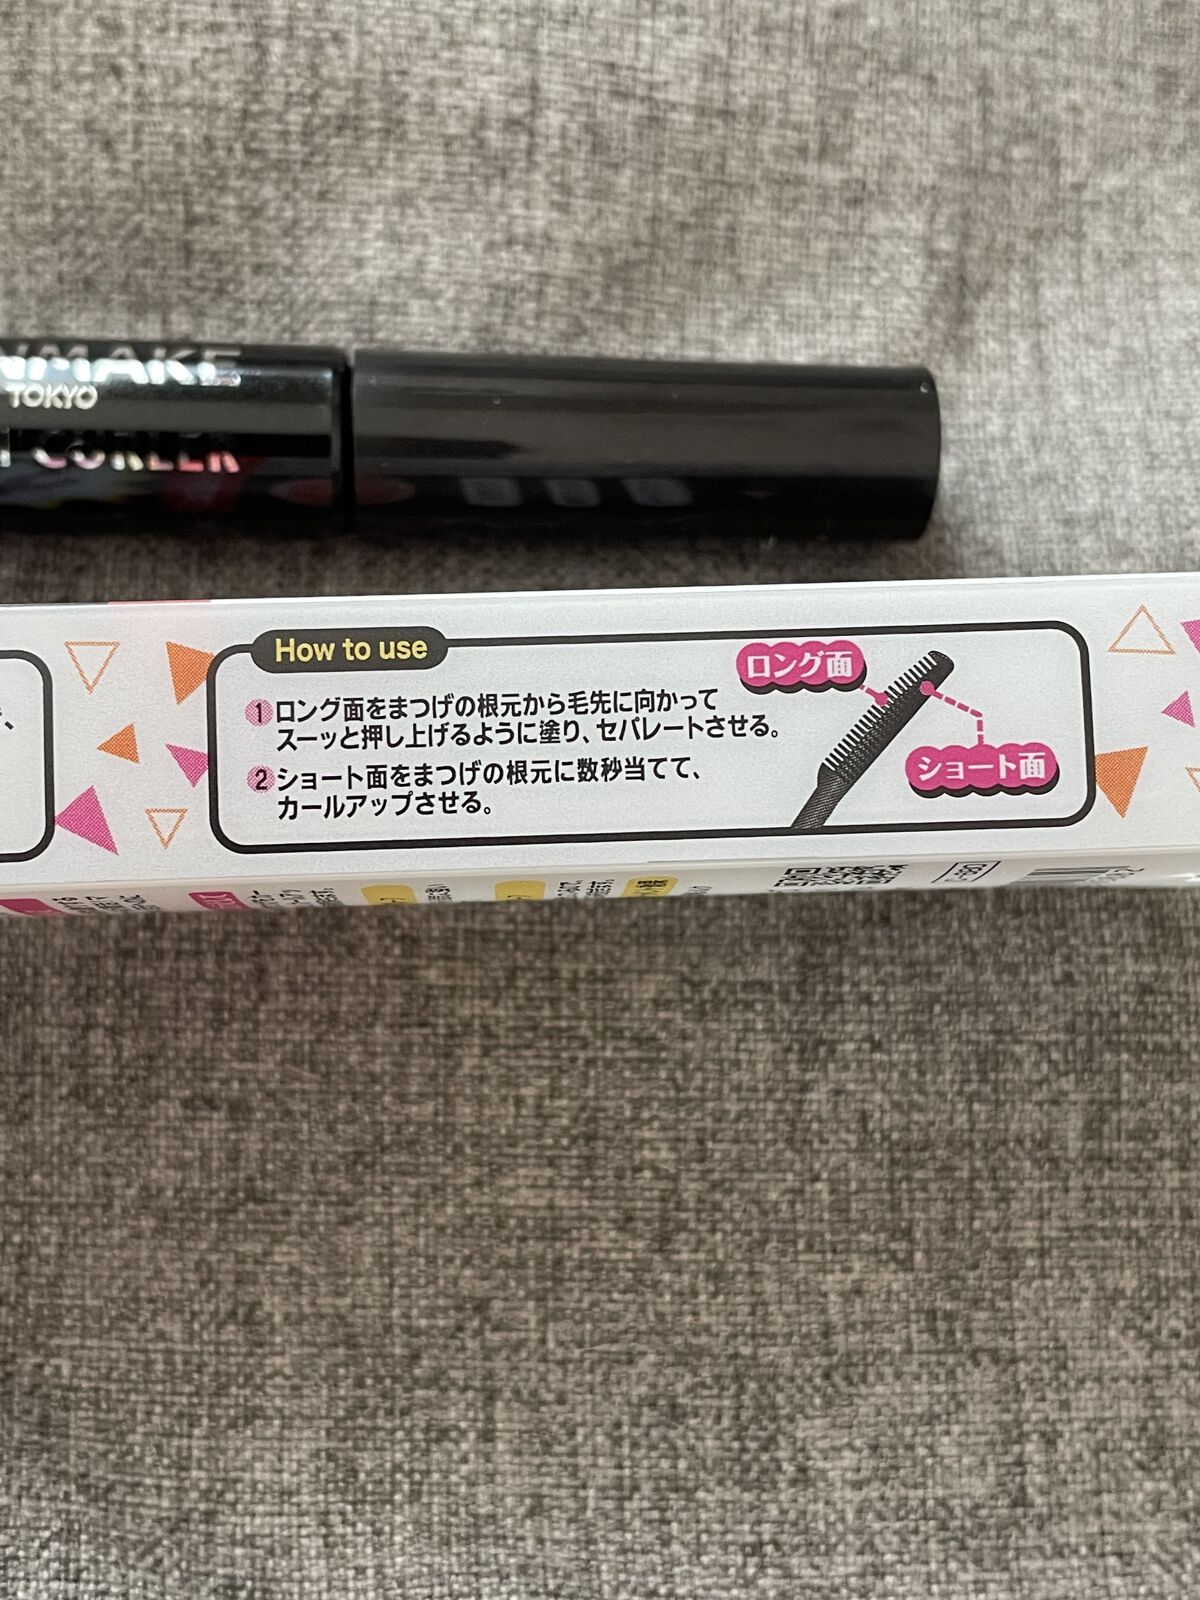 TOKYO
CURLER
How to use
ロング面
1 ロング面をまつげの根元から毛先に向かって
スーッと押し上げるように塗り、セパレートさせる。
2 ショート面をまつげの根元に数秒当てて、
カールアップさせる。
ショート面